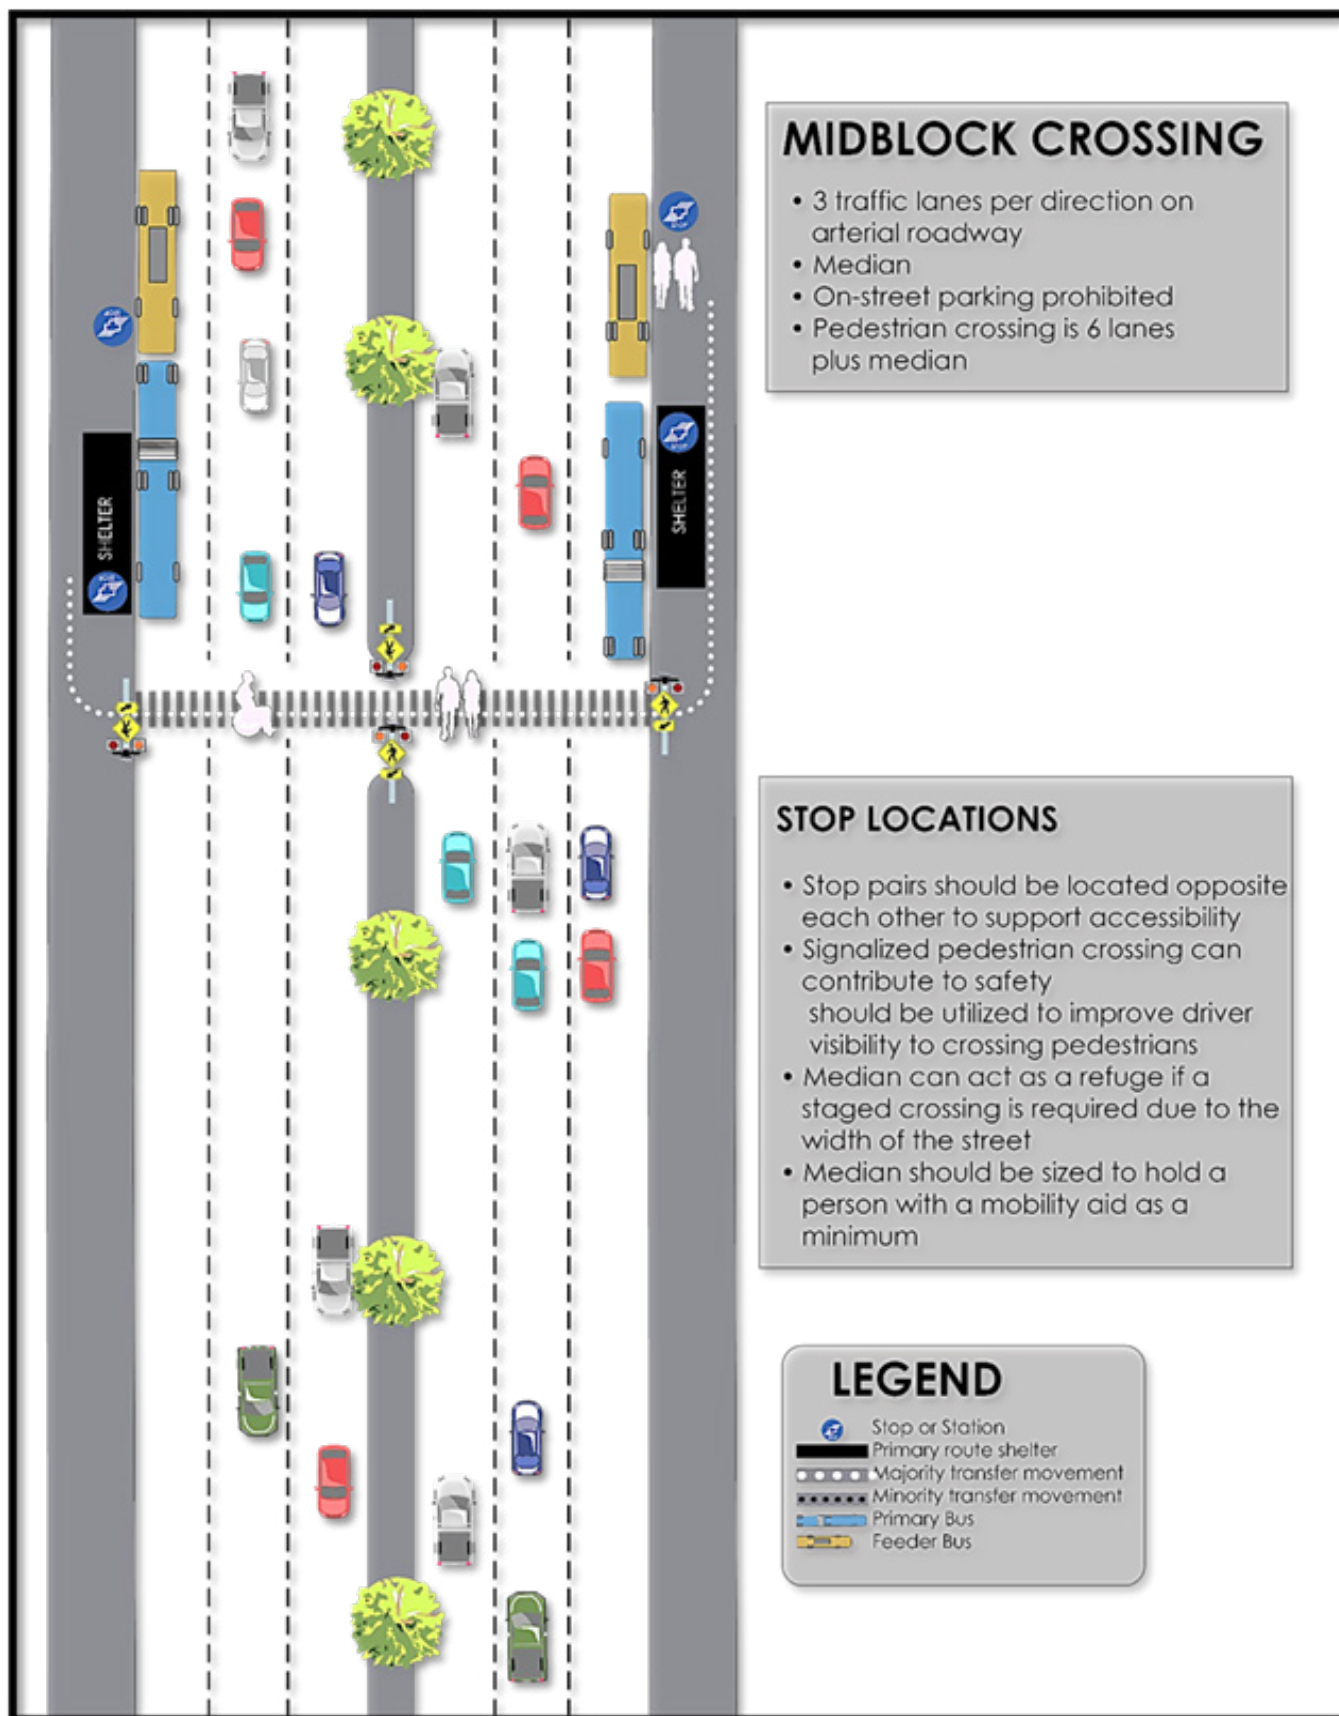 MIDBLOCK CROSSING
• 3 traffic lanes per direction on
arterial roadway
• Median
• On-street parking prohibited
• Pedestrian crossing is 6 lanes
plus median
STOP
STOP
SHELTER
SHELTER
STOP LOCATIONS
• Stop pairs should be located opposite
each other to support accessibility
• Signalized pedestrian crossing can
contribute to safety
should be utilized to improve driver
visibility to crossing pedestrians
• Median can act as a refuge if a
staged crossing is required due to the
width of the street
• Median should be sized to hold a
person with a mobility aid as a
minimum
LEGEND
Stop or Station
Primary route shelter
Majority transfer movement
Minority transfer movement
Primary Bus
Feeder Bus